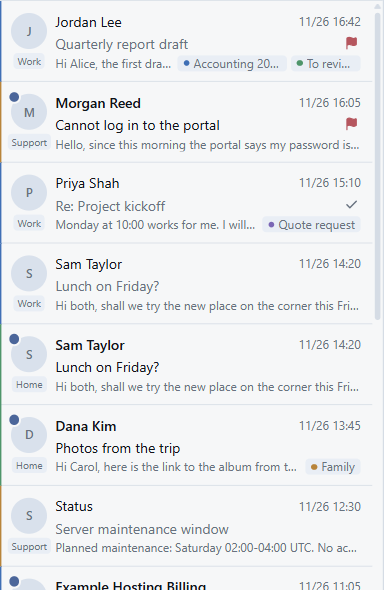 J Jordan Lee 11/26 16:42
Quarterly report draft
Work Hi Alice, the first dra... Accounting 20... To revi...
M Morgan Reed 11/26 16:05
Cannot log in to the portal
Support Hello, since this morning the portal says my password is...
P Priya Shah 11/26 15:10
Re: Project kickoff
Work Monday at 10:00 works for me. I will... Quote request
S Sam Taylor 11/26 14:20
Lunch on Friday?
Work Hi both, shall we try the new place on the corner this Fri...
S Sam Taylor 11/26 14:20
Lunch on Friday?
Home Hi both, shall we try the new place on the corner this Fri...
D Dana Kim 11/26 13:45
Photos from the trip
Home Hi Carol, here is the link to the album from t... Family
S Status 11/26 12:30
Server maintenance window
Support Planned maintenance: Saturday 02:00-04:00 UTC. No ac...
Example Hosting Billing 11/26 11:05